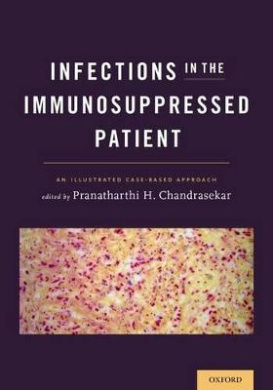 INFECTIONS IN THE
IMMUNOSUPPRESSED
PATIENT
AN ILLUSTRATED CASE-BASED APPROACH
edited by Pranatharthi H. Chandrasekar
OXFORD